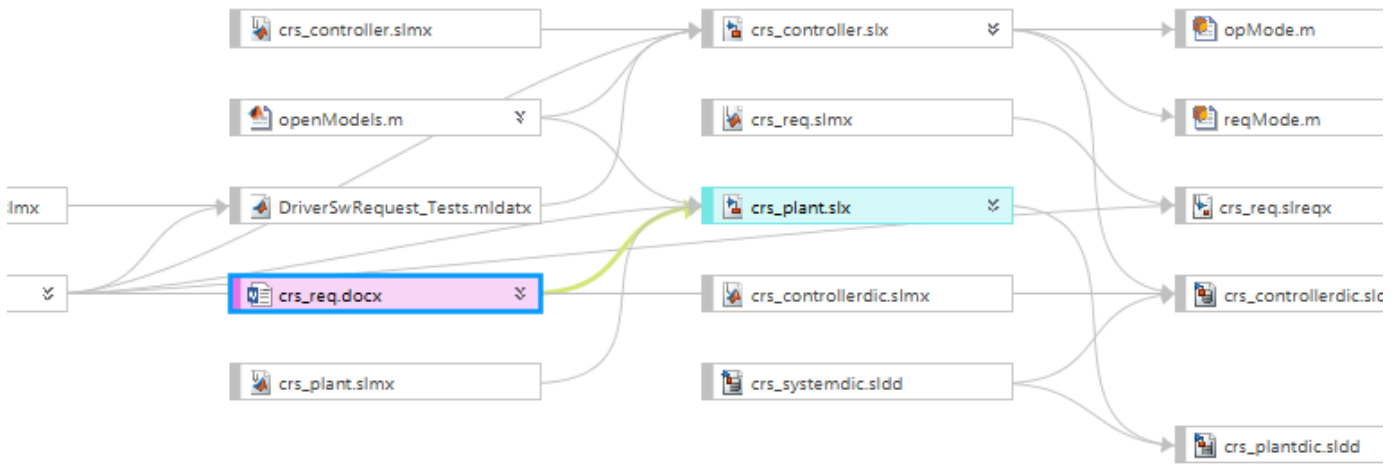 crs_controller.slmx
crs_controller.slx
opMode.m
openModels.m
crs_req.slmx
reqMode.m
lmx
DriverSwRequest_Tests.mldatx
crs_plant.slx
crs_req.slreqx
crs_req.docx
crs_controllerdic.slmx
crs_controllerdic.sld
crs_plant.slmx
crs_systemdic.sldd
crs_plantdic.sldd